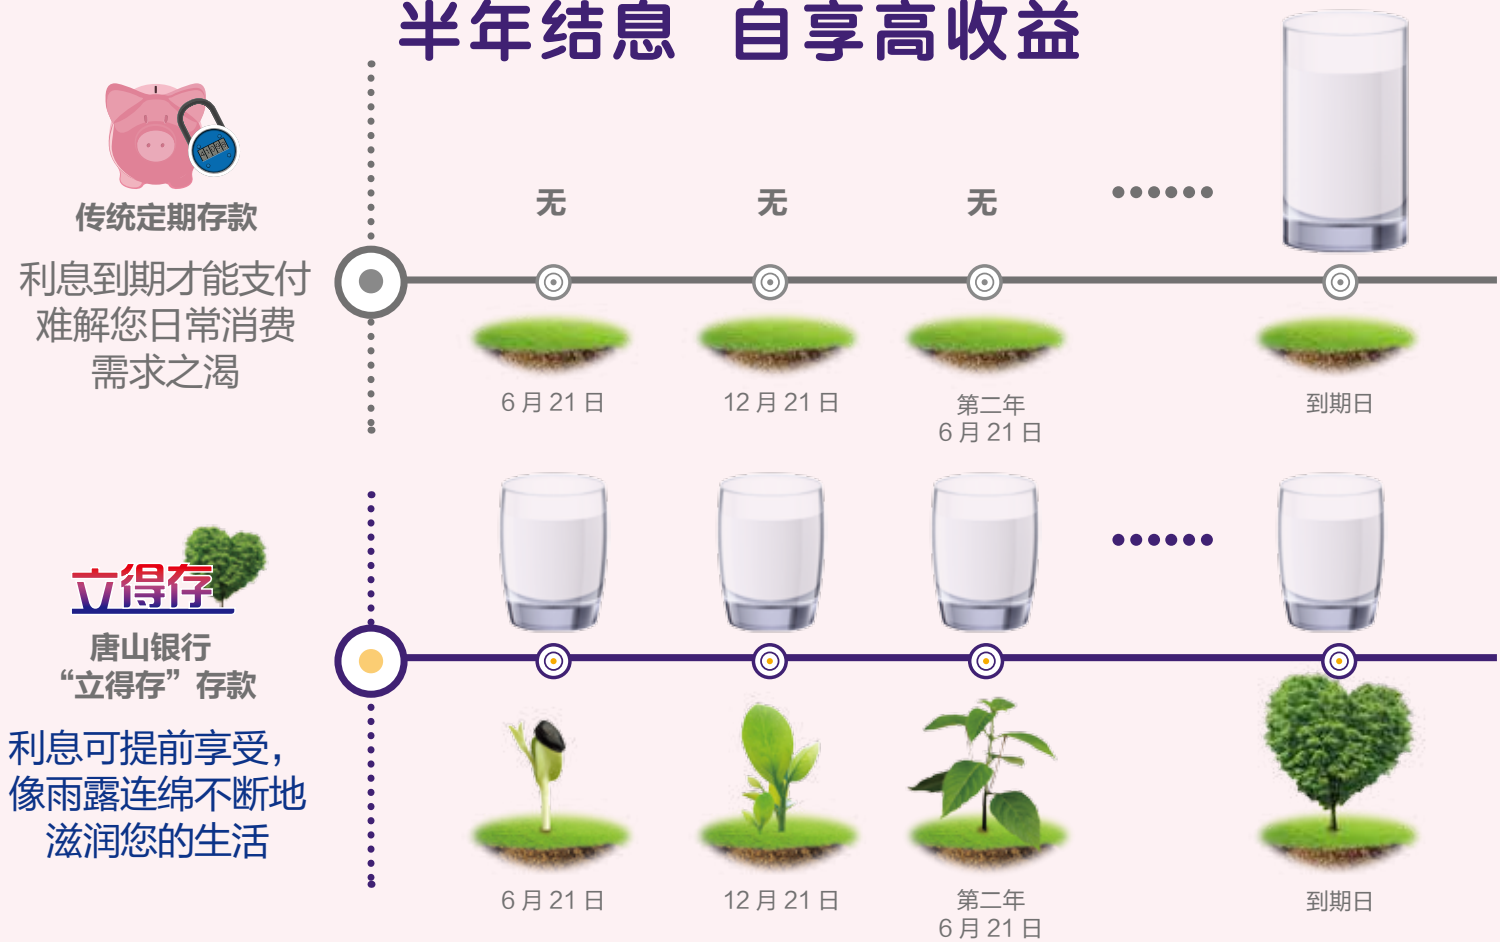 半年结息 自享高收益
传统定期存款
利息到期才能支付
难解您日常消费
需求之渴
无
无
无
6月21日
12月21日
第二年
6月21日
到期日
立得存
唐山银行
“立得存”存款
利息可提前享受，
像雨露连绵不断地
滋润您的生活
6月21日
12月21日
第二年
6月21日
到期日